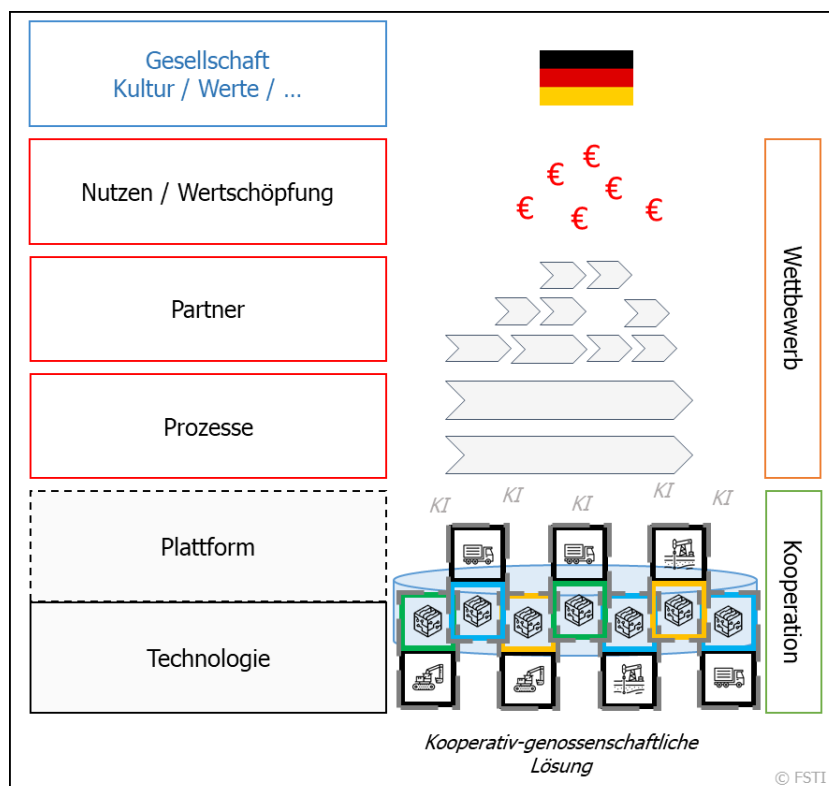 Gesellschaft
Kultur / Werte / …
Nutzen / Wertschöpfung
€
€
€
€
€
€
Partner
Wettbewerb
Prozesse
KI
KI
KI
KI
KI
Plattform
Kooperation
Technologie
Kooperativ-genossenschaftliche
Lösung
© FSTI